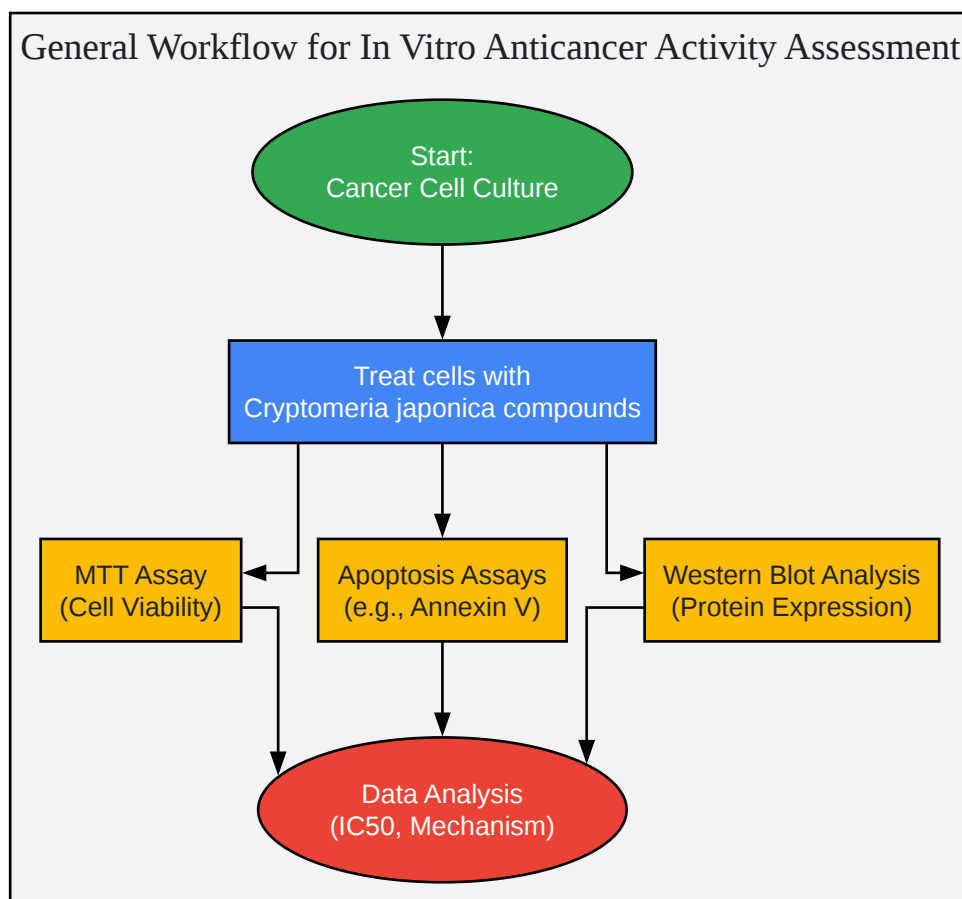 General Workflow for In Vitro Anticancer Activity Assessment
Start:
Cancer Cell Culture
Treat cells with
Cryptomeria japonica compounds
MTT Assay
(Cell Viability)
Apoptosis Assays
(e.g., Annexin V)
Western Blot Analysis
(Protein Expression)
Data Analysis
(IC50, Mechanism)